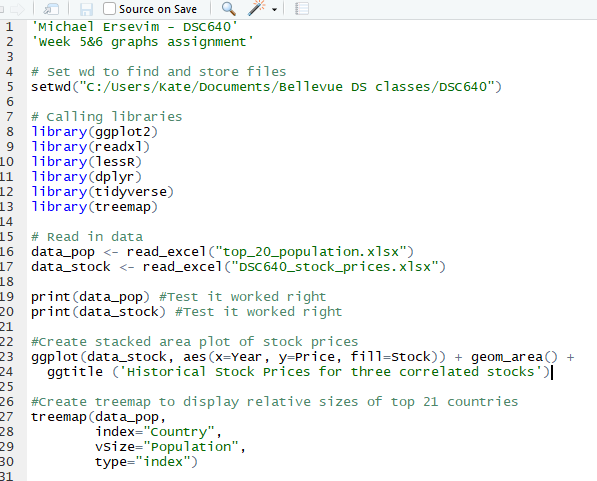 Source on Save
1 'Michael Ersevim - DSC640'
2 'Week 5&6 graphs assignment'
3
4 # Set wd to find and store files
5 setwd("C:/Users/Kate/Documents/Bellevue DS classes/DSC640")
6
7 # Calling libraries
8 library(ggplot2)
9 library(readxl)
10 library(lessR)
11 library(dplyr)
12 library(tidyverse)
13 library(treemap)
14
15 # Read in data
16 data_pop <- read_excel("top_20_population.xlsx")
17 data_stock <- read_excel("DSC640_stock_prices.xlsx")
18
19 print(data_pop) #Test it worked right
20 print(data_stock) #Test it worked right
21
22 #Create stacked area plot of stock prices
23 ggplot(data_stock, aes(x=Year, y=Price, fill=Stock)) + geom_area() +
24   ggtitle ('Historical Stock Prices for three correlated stocks')
25
26 #Create treemap to display relative sizes of top 21 countries
27 treemap(data_pop,
28         index="Country",
29         vSize="Population",
30         type="index")
31